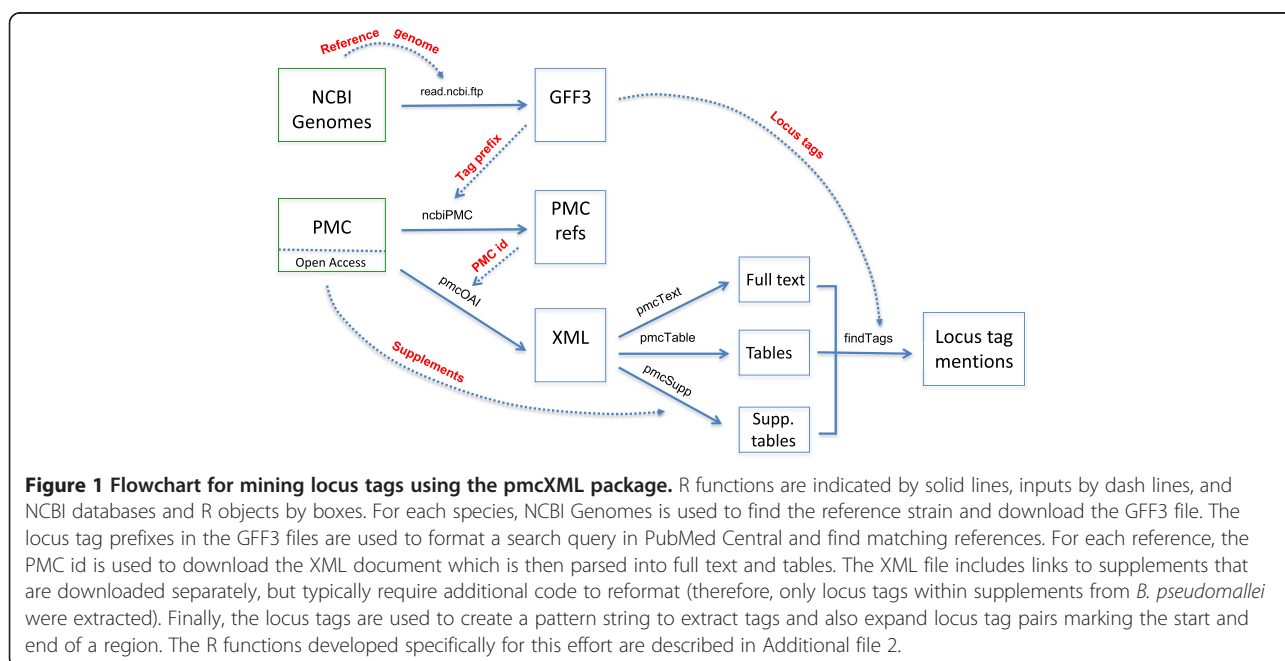 Reference genome
NCBI
Genomes
read.ncbi.ftp
GFF3
Locus tags
Tag prefix
PMC
Open Access
ncbiPMC
PMC
refs
PMC id
pmcOAI
Supplements
XML
pmcText
pmcTable
pmcSupp
Full text
Tables
Supp.
tables
findTags
Locus tag
mentions
Figure 1 Flowchart for mining locus tags using the pmcXML package. R functions are indicated by solid lines, inputs by dash lines, and
NCBI databases and R objects by boxes. For each species, NCBI Genomes is used to find the reference strain and download the GFF3 file. The
locus tag prefixes in the GFF3 files are used to format a search query in PubMed Central and find matching references. For each reference, the
PMC id is used to download the XML document which is then parsed into full text and tables. The XML file includes links to supplements that
are downloaded separately, but typically require additional code to reformat (therefore, only locus tags within supplements from B. pseudomallei
were extracted). Finally, the locus tags are used to create a pattern string to extract tags and also expand locus tag pairs marking the start and
end of a region. The R functions developed specifically for this effort are described in Additional file 2.